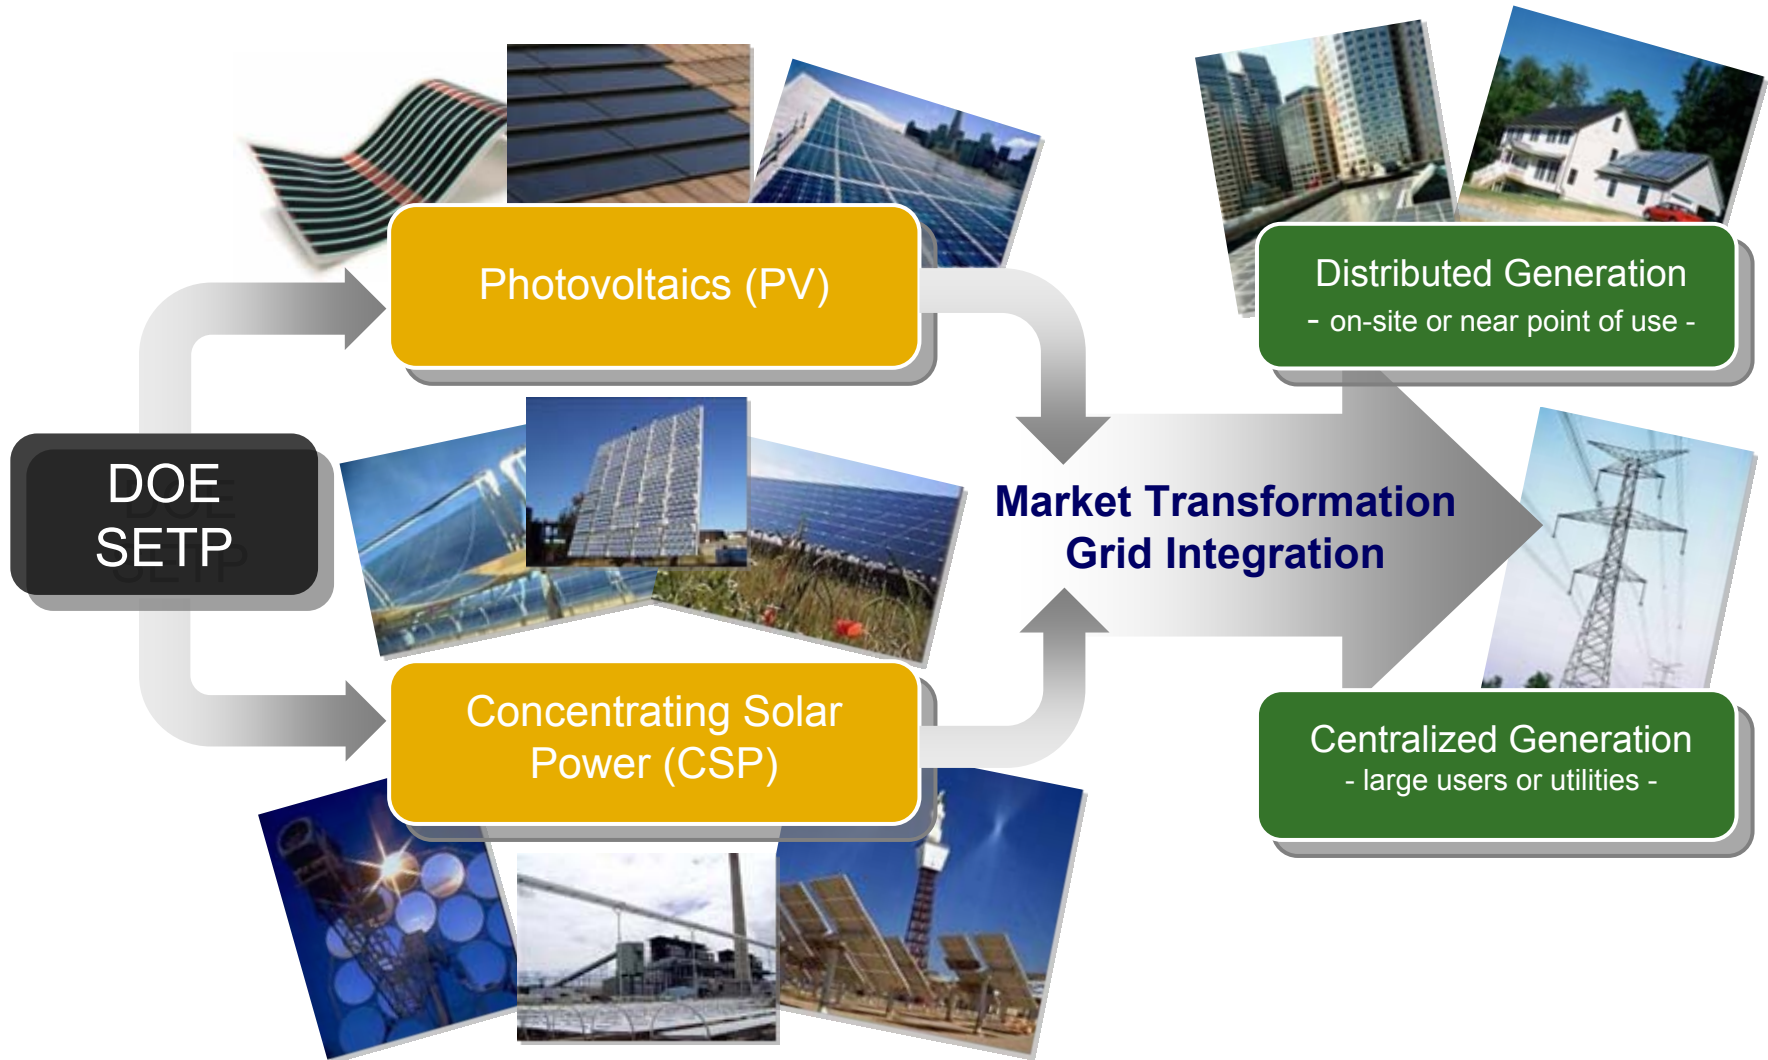 Photovoltaics (PV)
Distributed Generation
- on-site or near point of use -
DOE
SETP
Market Transformation
Grid Integration
Concentrating Solar
Power (CSP)
Centralized Generation
- large users or utilities -